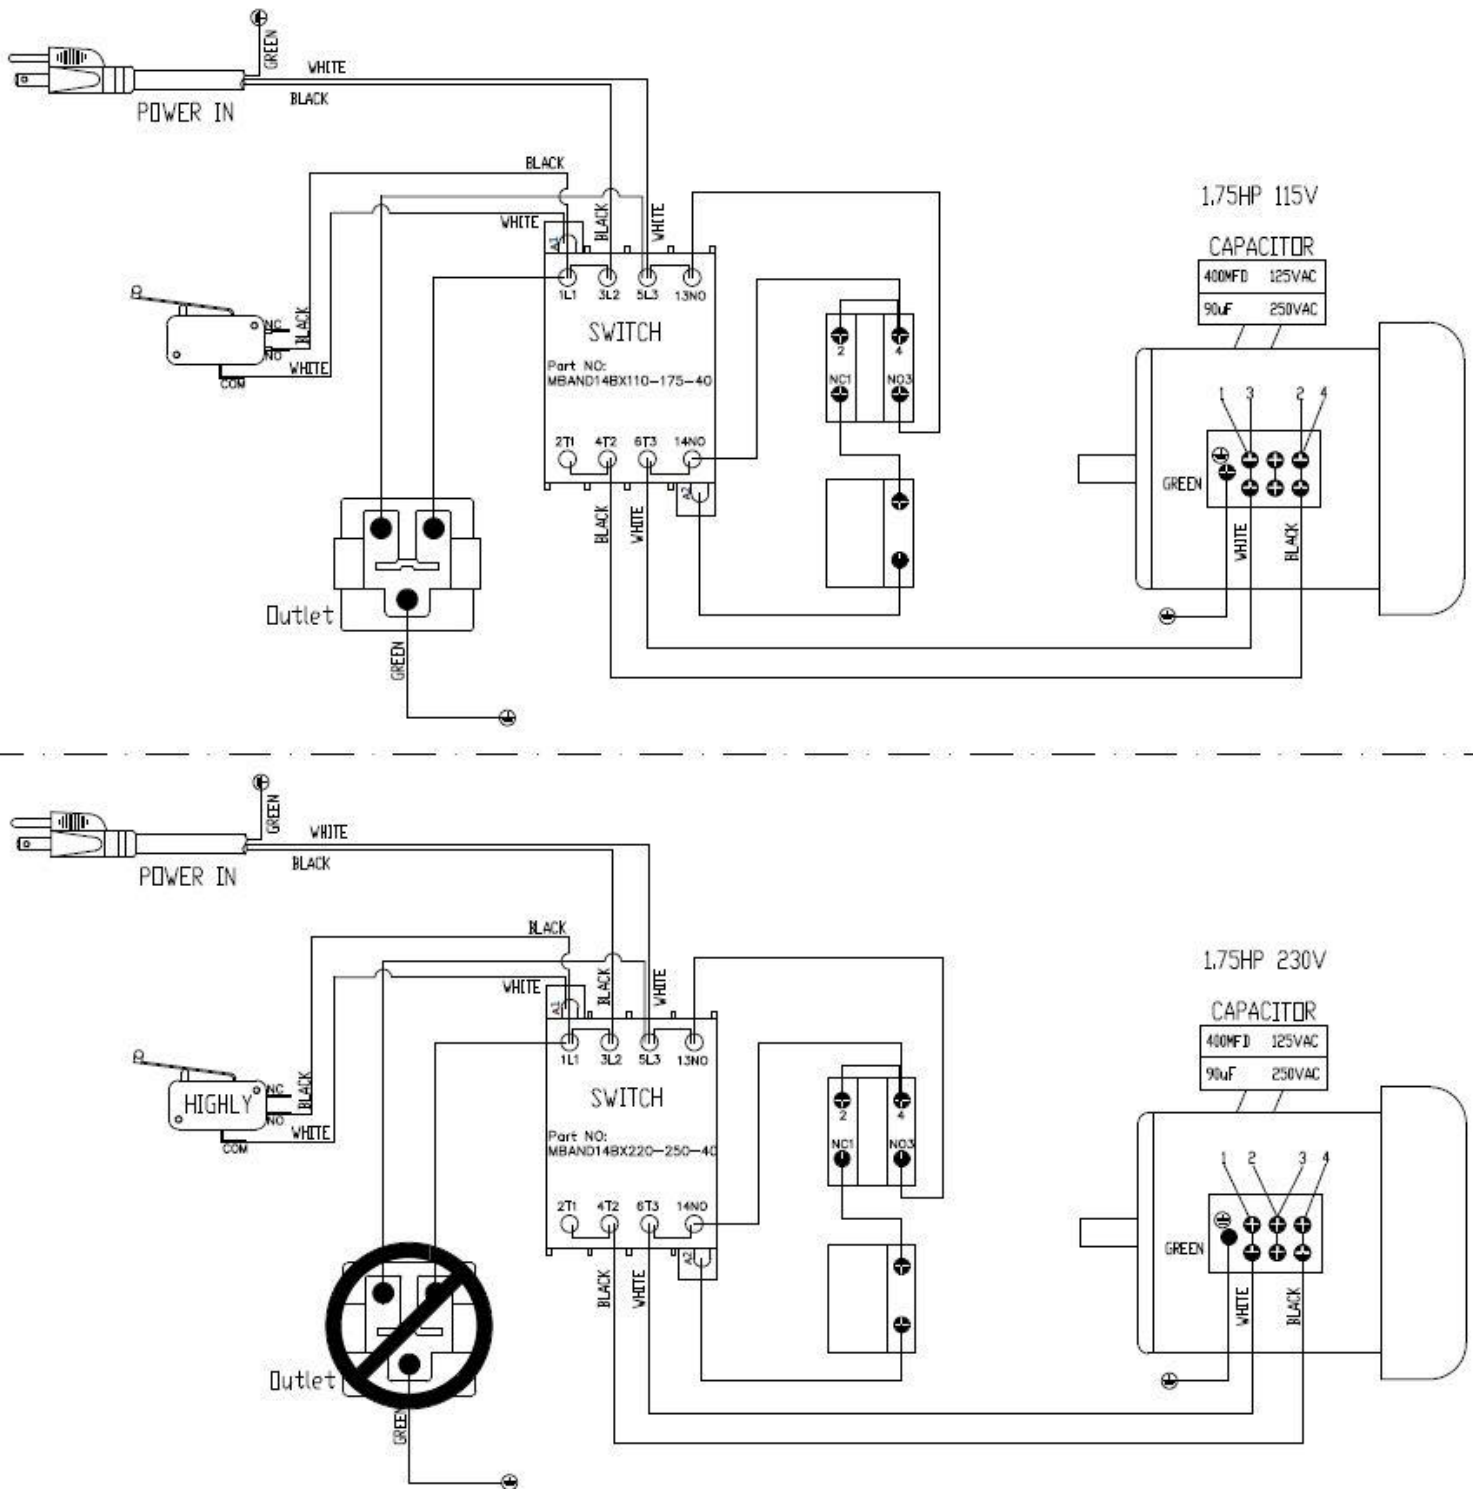 GREEN
WHITE
BLACK
POWER IN
BLACK
WHITE
BLACK
WHITE
A1
1L1 3L2 5L3 13NO
SWITCH
Part NO:
MBAND14BX110-175-40
2T1 4T2 6T3 14NO
A2
BLACK
WHITE
NC
NO
COM
BLACK
WHITE
2 4
NC1 NO3
Outlet
GREEN
1.75HP 115V
CAPACITOR
400MFD 125VAC
90uF 250VAC
1 3 2 4
GREEN
WHITE
BLACK
GREEN
WHITE
BLACK
POWER IN
BLACK
WHITE
BLACK
WHITE
A1
1L1 3L2 5L3 13NO
SWITCH
Part NO:
MBAND14BX220-250-40
2T1 4T2 6T3 14NO
A2
BLACK
WHITE
HIGHLY
NC
NO
COM
BLACK
WHITE
2 4
NC1 NO3
Outlet
GREEN
1.75HP 230V
CAPACITOR
400MFD 125VAC
90uF 250VAC
1 2 3 4
GREEN
WHITE
BLACK